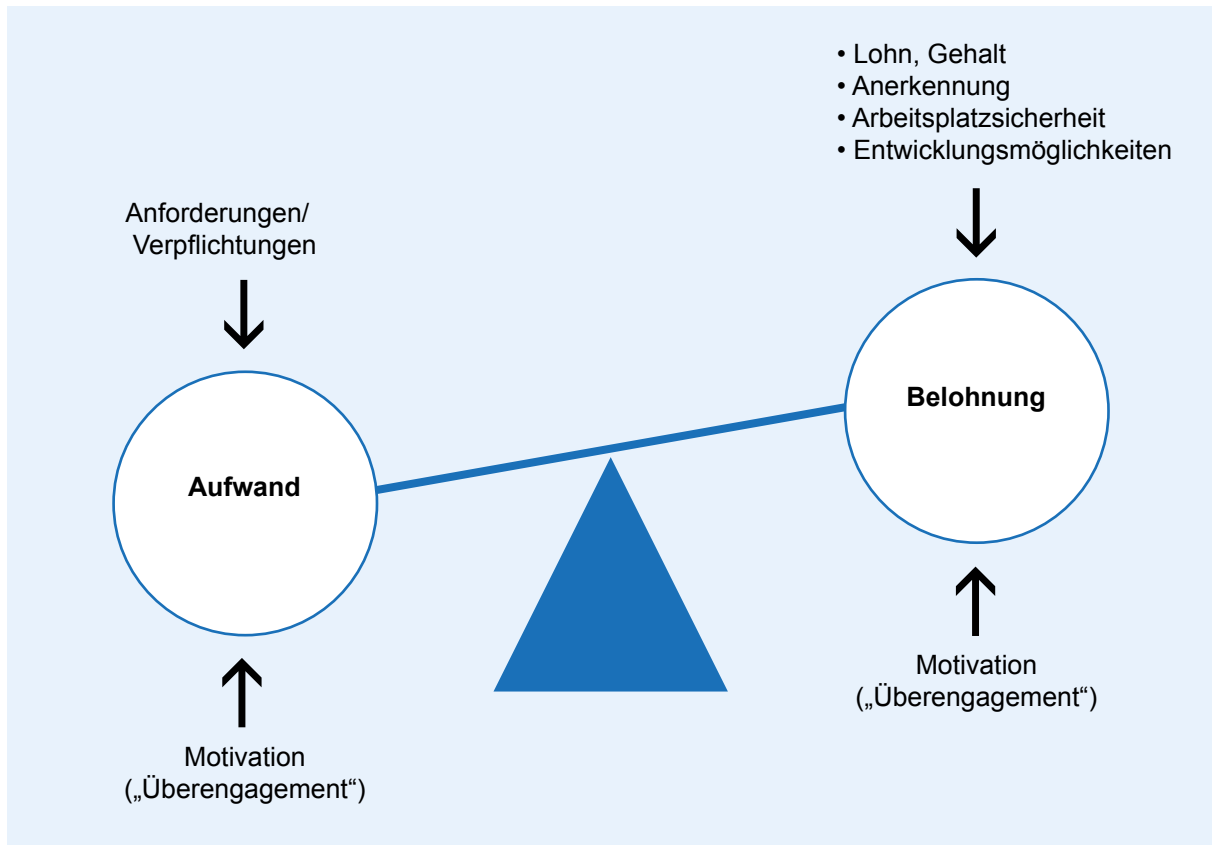 • Lohn, Gehalt
• Anerkennung
• Arbeitsplatzsicherheit
• Entwicklungsmöglichkeiten
Anforderungen/
Verpflichtungen
Belohnung
Aufwand
Motivation
(„Überengagement“)
Motivation
(„Überengagement“)